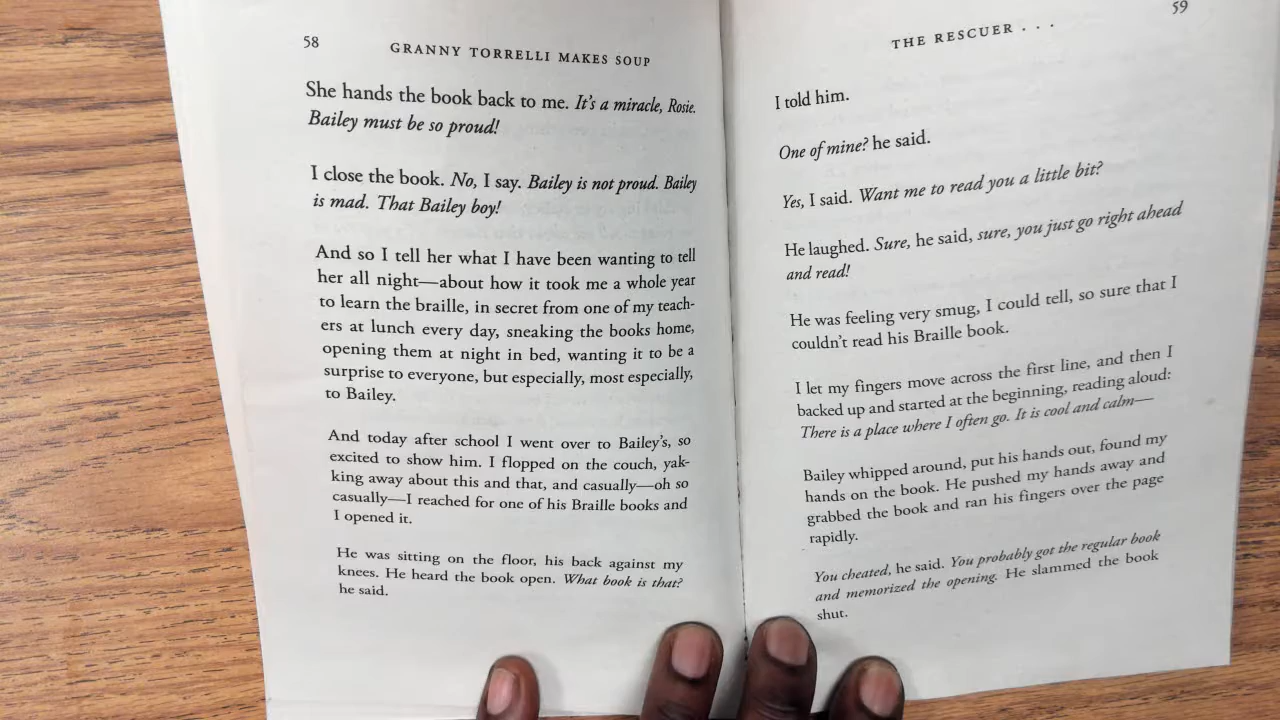 58
GRANNY TORRELLI MAKES SOUP
She hands the book back to me. It's a miracle, Rosie.
Bailey must be so proud!
I close the book. No, I say. Bailey is not proud. Bailey
is mad. That Bailey boy!
And so I tell her what I have been wanting to tell
her all night—about how it took me a whole year
to learn the braille, in secret from one of my teach-
ers at lunch every day, sneaking the books home,
opening them at night in bed, wanting it to be a
surprise to everyone, but especially, most especially,
to Bailey.
And today after school I went over to Bailey's, so
excited to show him. I flopped on the couch, yak-
king away about this and that, and casually—oh so
casually—I reached for one of his Braille books and
I opened it.
He was sitting on the floor, his back against my
knees. He heard the book open. What book is that?
he said.
THE RESCUER . . .
59
I told him.
One of mine? he said.
Yes, I said. Want me to read you a little bit?
He laughed. Sure, he said, sure, you just go right ahead
and read!
He was feeling very smug, I could tell, so sure that I
couldn't read his Braille book.
I let my fingers move across the first line, and then I
backed up and started at the beginning, reading aloud:
There is a place where I often go. It is cool and calm—
Bailey whipped around, put his hands out, found my
hands on the book. He pushed my hands away and
grabbed the book and ran his fingers over the page
rapidly.
You cheated, he said. You probably got the regular book
and memorized the opening. He slammed the book
shut.